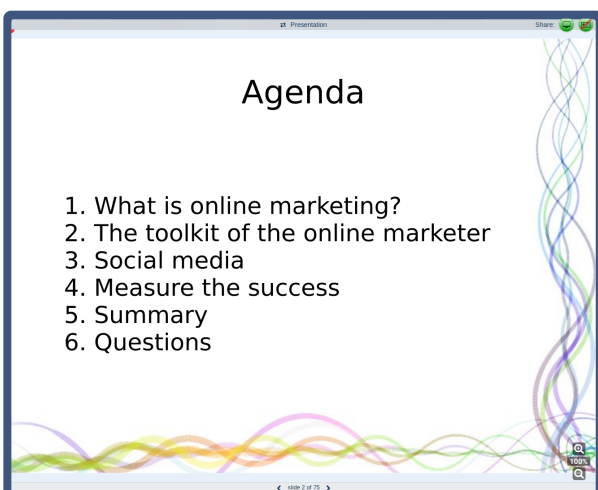 Presentation
Share:
Agenda
1. What is online marketing?
2. The toolkit of the online marketer
3. Social media
4. Measure the success
5. Summary
6. Questions
100%
slide 2 of 75